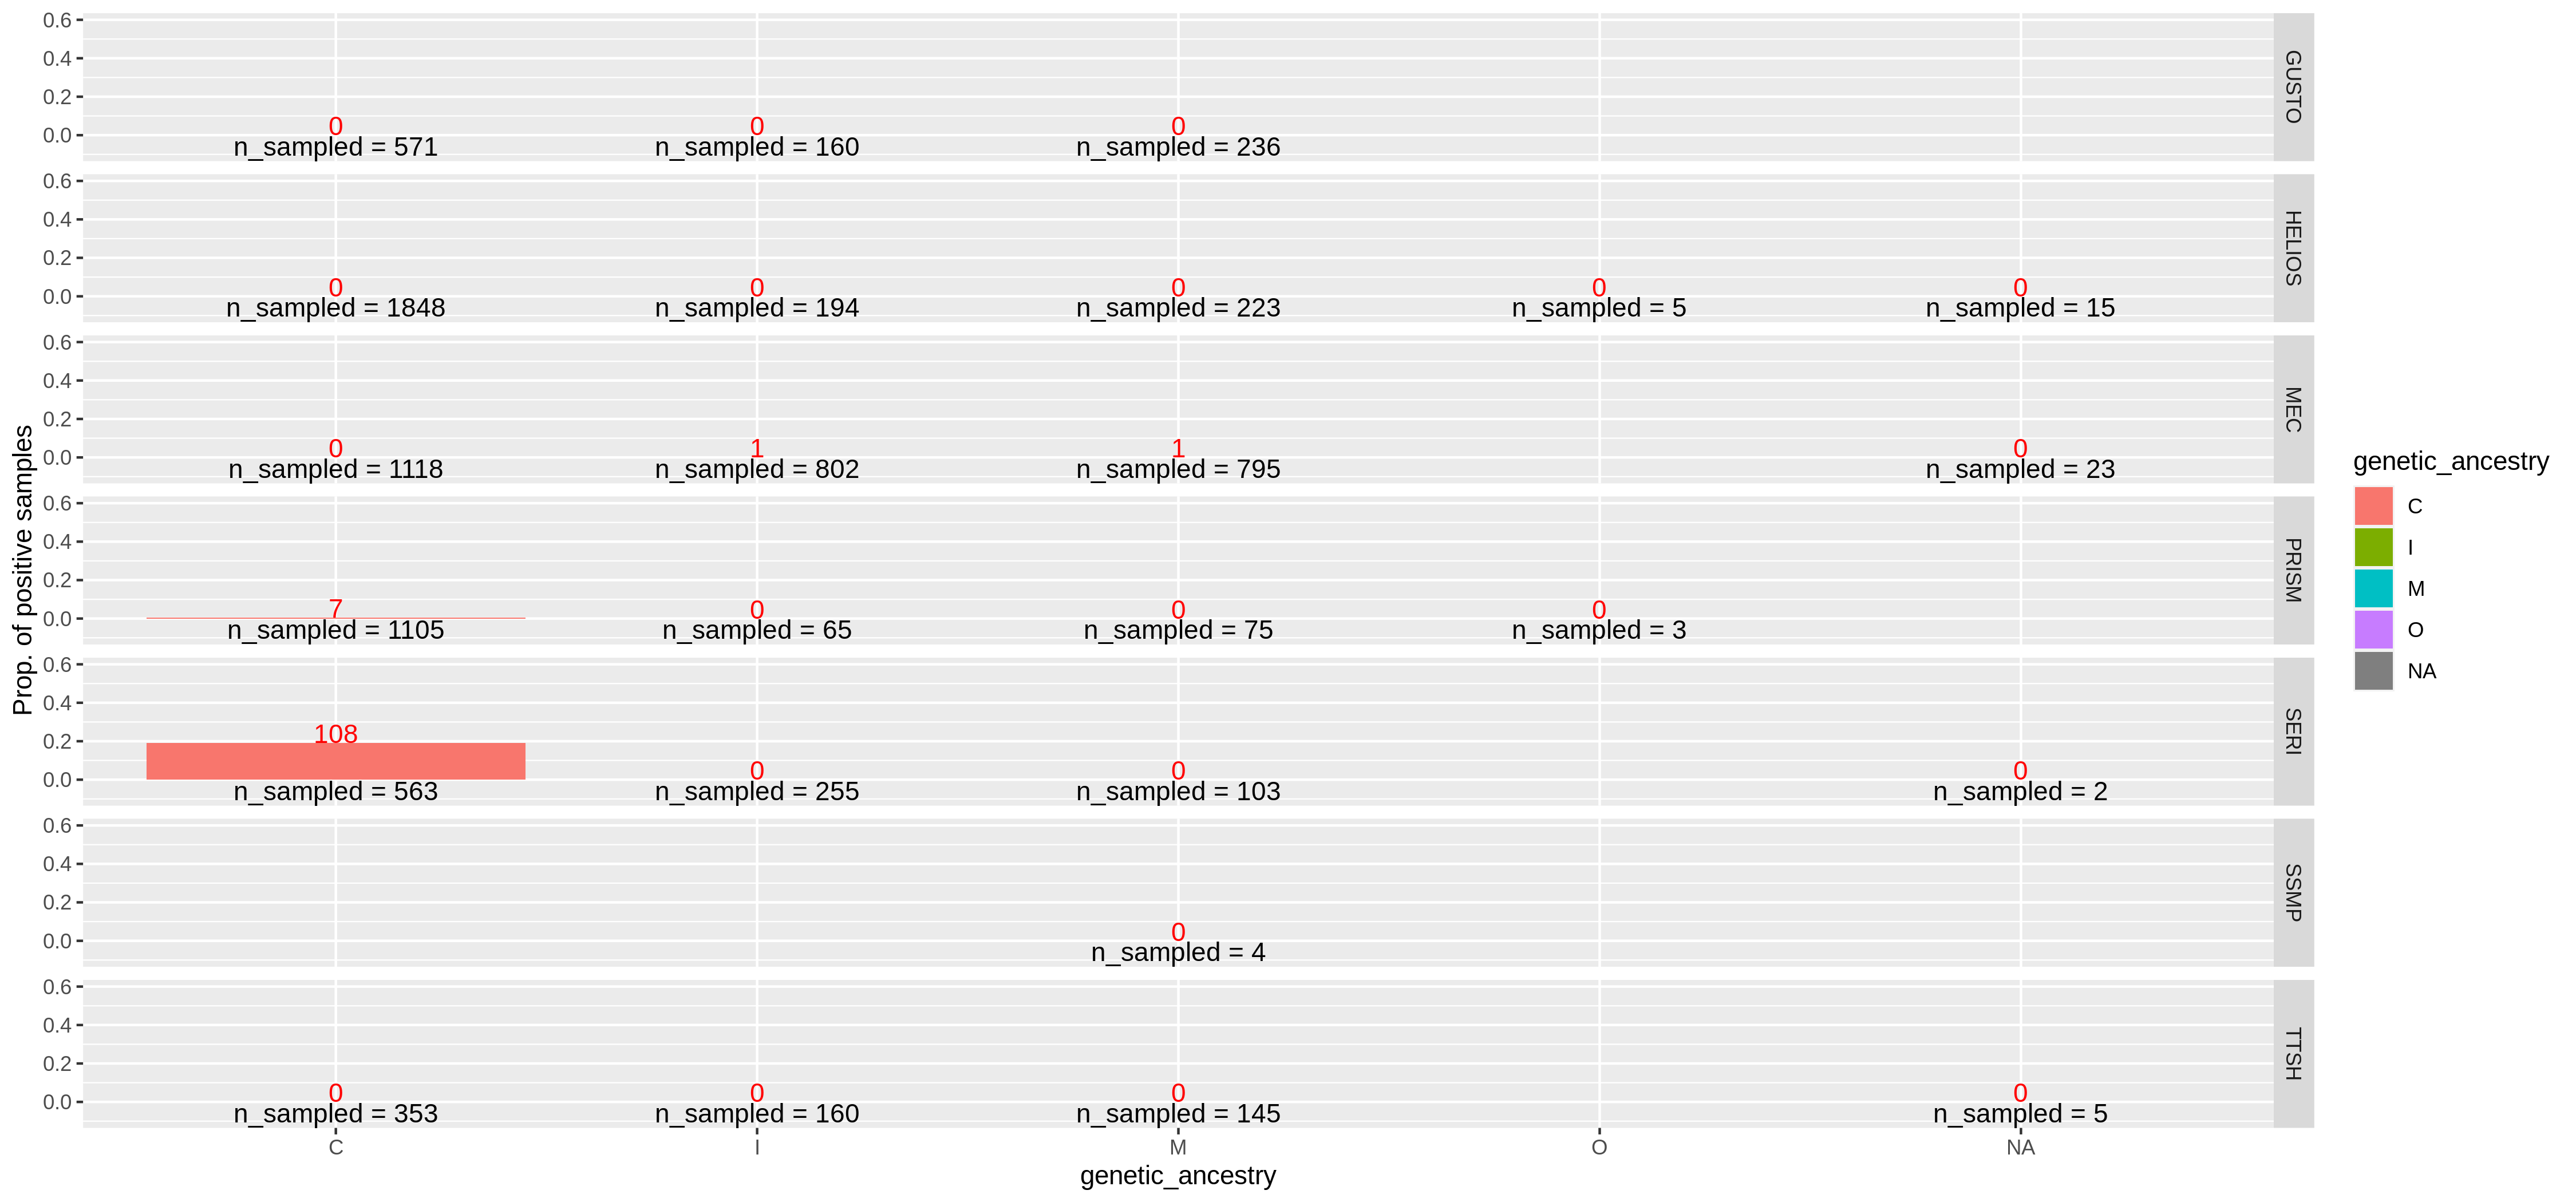 Prop. of positive samples
0.6
0.4
0.2
0.0
0 0 0
n_sampled = 571 n_sampled = 160 n_sampled = 236
GUSTO
0.6
0.4
0.2
0.0
0 0 0 0 0
n_sampled = 1848 n_sampled = 194 n_sampled = 223 n_sampled = 5 n_sampled = 15
HELIOS
0.6
0.4
0.2
0.0
0 1 1 0
n_sampled = 1118 n_sampled = 802 n_sampled = 795 n_sampled = 23
MEC
0.6
0.4
0.2
0.0
7 0 0 0
n_sampled = 1105 n_sampled = 65 n_sampled = 75 n_sampled = 3
PRISM
0.6
0.4
0.2
0.0
108 0 0 0
n_sampled = 563 n_sampled = 255 n_sampled = 103 n_sampled = 2
SERI
0.6
0.4
0.2
0.0
0
n_sampled = 4
SSMP
0.6
0.4
0.2
0.0
0 0 0 0
n_sampled = 353 n_sampled = 160 n_sampled = 145 n_sampled = 5
TTSH
C I M O NA
genetic_ancestry
genetic_ancestry
C
I
M
O
NA